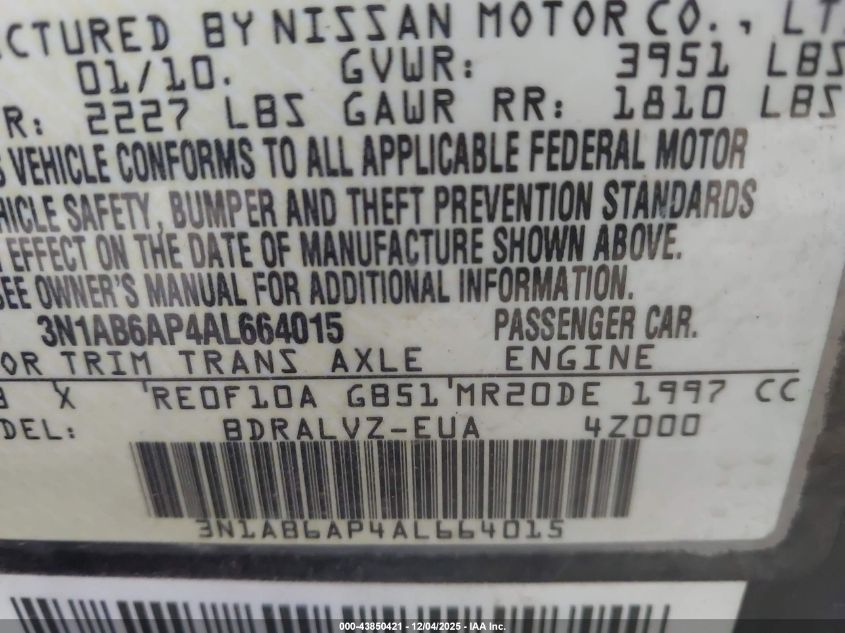 CTURED BY NISSAN MOTOR CO., LT
01/10. GVWR: 3951 LBS
R: 2227 LBS GAWR RR: 1810 LBS
S VEHICLE CONFORMS TO ALL APPLICABLE FEDERAL MOTOR
HICLE SAFETY, BUMPER AND THEFT PREVENTION STANDARDS
EFFECT ON THE DATE OF MANUFACTURE SHOWN ABOVE.
SEE OWNER'S MANUAL FOR ADDITIONAL INFORMATION.
3N1AB6AP4AL664015 PASSENGER CAR.
OR TRIM TRANS AXLE ENGINE
X RE0F10A GB51 MR20DE 1997 CC
DEL: BDRALVZ-EUA 4Z000
3N1AB6AP4AL664015
000-43850421 - 12/04/2025 - IAA Inc.